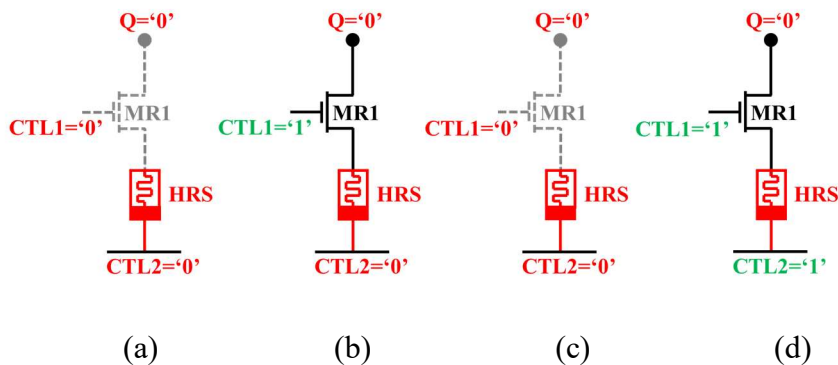 Q='0' Q='0' Q='0' Q='0'
MR1 MR1 MR1 MR1
CTL1='0' CTL1='1' CTL1='0' CTL1='1'
HRS HRS HRS HRS
CTL2='0' CTL2='0' CTL2='0' CTL2='1'
(a) (b) (c) (d)